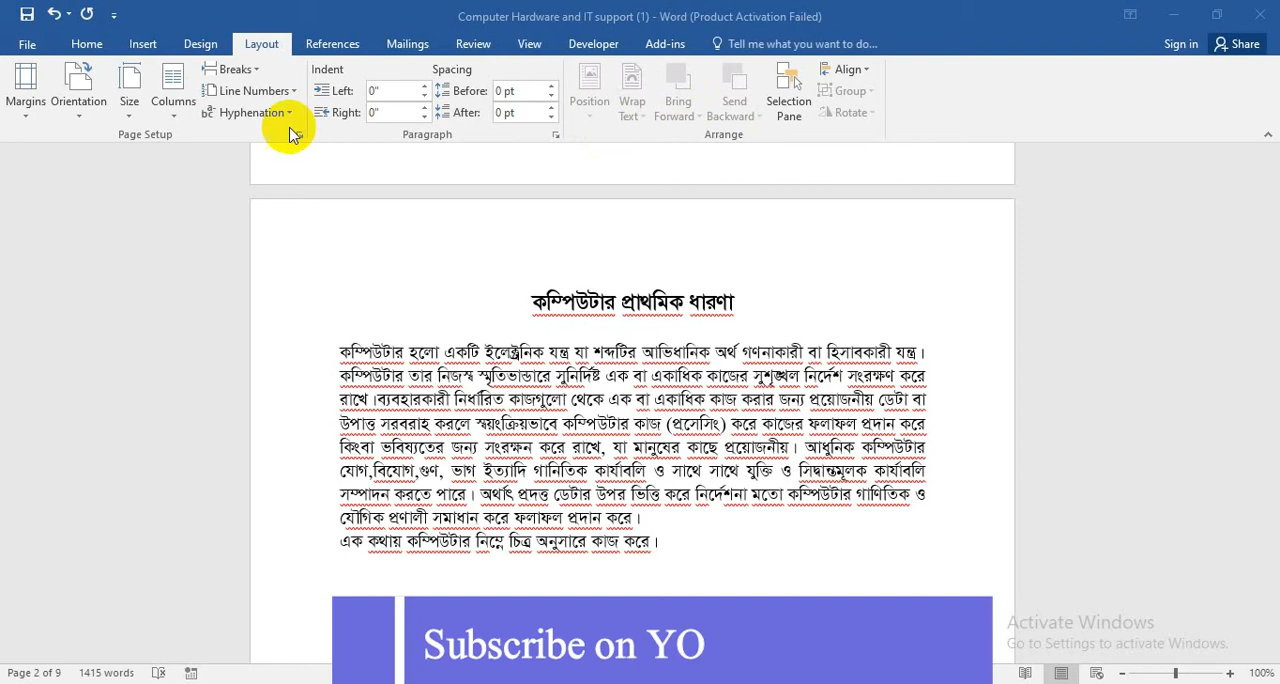 Computer Hardware and IT support (1) - Word (Product Activation Failed)
File Home Insert Design Layout References Mailings Review View Developer Add-ins Tell me what you want to do... Sign in Share
Margins Orientation Size Columns
Breaks
Line Numbers
Hyphenation
Page Setup
Indent Spacing
Left: 0" Before: 0 pt
Right: 0" After: 0 pt
Paragraph
Position Wrap Text Bring Forward Send Backward Selection Pane
Align
Group
Rotate
Arrange
কম্পিউটার প্রাথমিক ধারণা
কম্পিউটার হলো একটি ইলেক্ট্রনিক যন্ত্র যা শব্দটির আভিধানিক অর্থ গণনাকারী বা হিসাবকারী যন্ত্র।
কম্পিউটার তার নিজস্ব স্মৃতিভান্ডারে সুনির্দিষ্ট এক বা একাধিক কাজের সুশৃঙ্খল নির্দেশ সংরক্ষণ করে
রাখে।ব্যবহারকারী নির্ধারিত কাজগুলো থেকে এক বা একাধিক কাজ করার জন্য প্রয়োজনীয় ডেটা বা
উপাত্ত সরবরাহ করলে স্বয়ংক্রিয়ভাবে কম্পিউটার কাজ (প্রসেসিং) করে কাজের ফলাফল প্রদান করে
কিংবা ভবিষ্যতের জন্য সংরক্ষন করে রাখে, যা মানুষের কাছে প্রয়োজনীয়। আধুনিক কম্পিউটার
যোগ,বিযোগ,গুণ, ভাগ ইত্যাদি গানিতিক কার্যাবলি ও সাথে সাথে যুক্তি ও সিদ্ধান্তমূলক কার্যাবলি
সম্পাদন করতে পারে। অর্থাৎ প্রদত্ত ডেটার উপর ভিত্তি করে নির্দেশনা মতো কম্পিউটার গাণিতিক ও
যৌগিক প্রণালী সমাধান করে ফলাফল প্রদান করে।
এক কথায় কম্পিউটার নিম্নে চিত্র অনুসারে কাজ করে।
Subscribe on YO
Activate Windows
Go to Settings to activate Windows.
Page 2 of 9 1415 words 100%